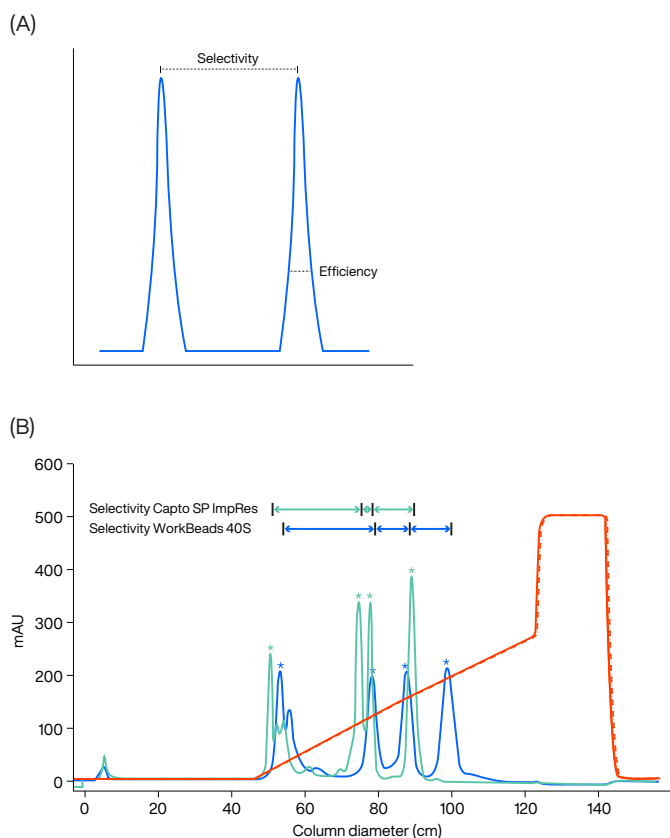 (A)
Selectivity
Efficiency
(B)
600
500
400
300
200
100
0
mAU
Selectivity Capto SP ImpRes
Selectivity WorkBeads 40S
* * * *
* * * *
0 20 40 60 80 100 120 140
Column diameter (cm)